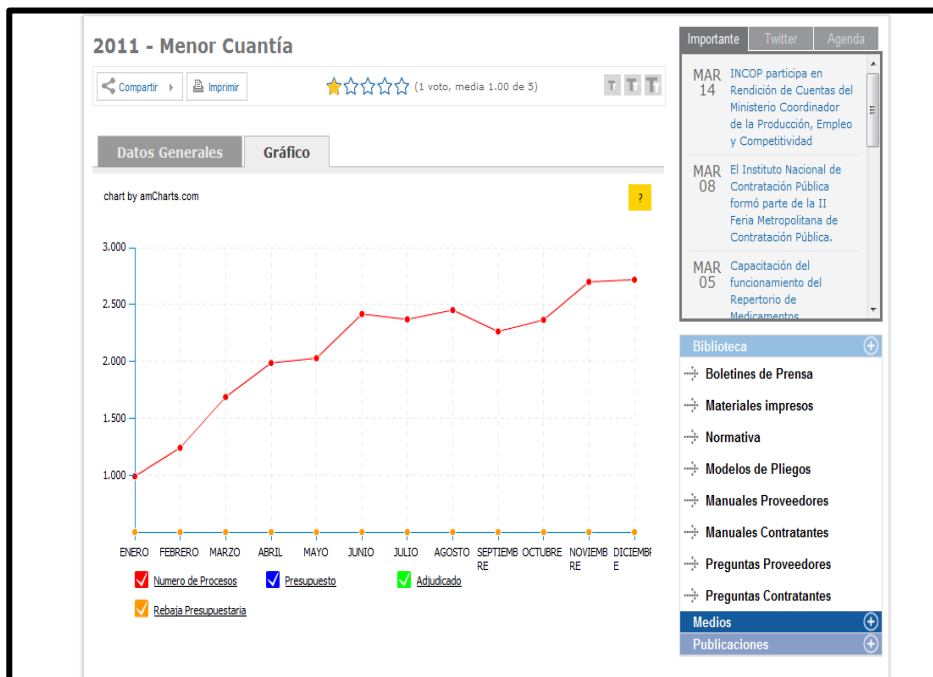 2011 - Menor Cuantía
Compartir
Imprimir
(1 voto, media 1.00 de 5)
T T T
Datos Generales
Gráfico
chart by amCharts.com
?
3.000
2.500
2.000
1.500
1.000
ENERO FEBRERO MARZO ABRIL MAYO JUNIO JULIO AGOSTO SEPTIEMB OCTUBRE NOVIEMB DICIEMBR
RE RE E
Numero de Procesos
Presupuesto
Adjudicado
Rebaja Presupuestaria
Importante
Twitter
Agenda
MAR
14
INCOP participa en
Rendición de Cuentas del
Ministerio Coordinador
de la Producción, Empleo
y Competitividad
MAR
08
El Instituto Nacional de
Contratación Pública
formó parte de la II
Feria Metropolitana de
Contratación Pública.
MAR
05
Capacitación del
funcionamiento del
Repertorio de
Medicamentos
Biblioteca
Boletines de Prensa
Materiales impresos
Normativa
Modelos de Pliegos
Manuales Proveedores
Manuales Contratantes
Preguntas Proveedores
Preguntas Contratantes
Medios
Publicaciones